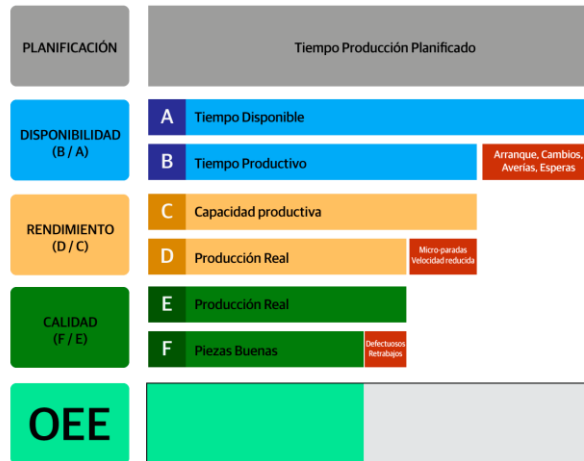 PLANIFICACIÓN
Tiempo Producción Planificado
DISPONIBILIDAD
(B / A)
A Tiempo Disponible
B Tiempo Productivo
Arranque, Cambios,
Averías, Esperas
RENDIMIENTO
(D / C)
C Capacidad productiva
D Producción Real
Micro-paradas
Velocidad reducida
CALIDAD
(F / E)
E Producción Real
F Piezas Buenas
Defectuosos
Retrabajos
OEE